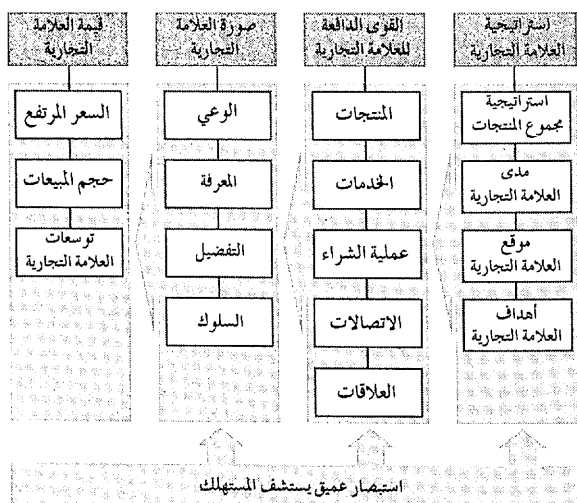 استراتيجية
العلامة التجارية
استراتيجية
مجموع المنتجات
مدى
العلامة التجارية
موقع
العلامة التجارية
أهداف
العلامة التجارية
القوى الدافعة
للعلامة التجارية
المنتجات
الخدمات
عملية الشراء
الاتصالات
العلاقات
صورة العلامة
التجارية
الوعي
المعرفة
التفضيل
السلوك
قيمة العلامة
التجارية
السعر المرتفع
حجم المبيعات
توسعات
العلامة التجارية
استبصار عميق يستشف المستهلك